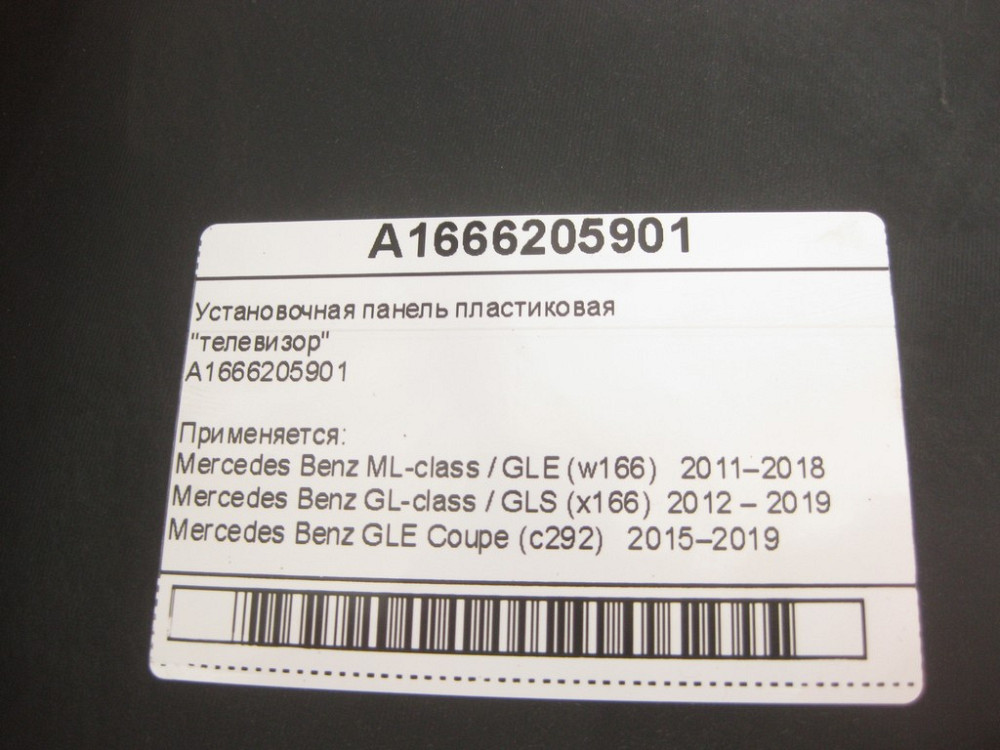 A1666205901
Установочная панель пластиковая
"телевизор"
A1666205901
Применяется:
Mercedes Benz ML-class / GLE (w166) 2011–2018
Mercedes Benz GL-class / GLS (x166) 2012 – 2019
Mercedes Benz GLE Coupe (c292) 2015–2019